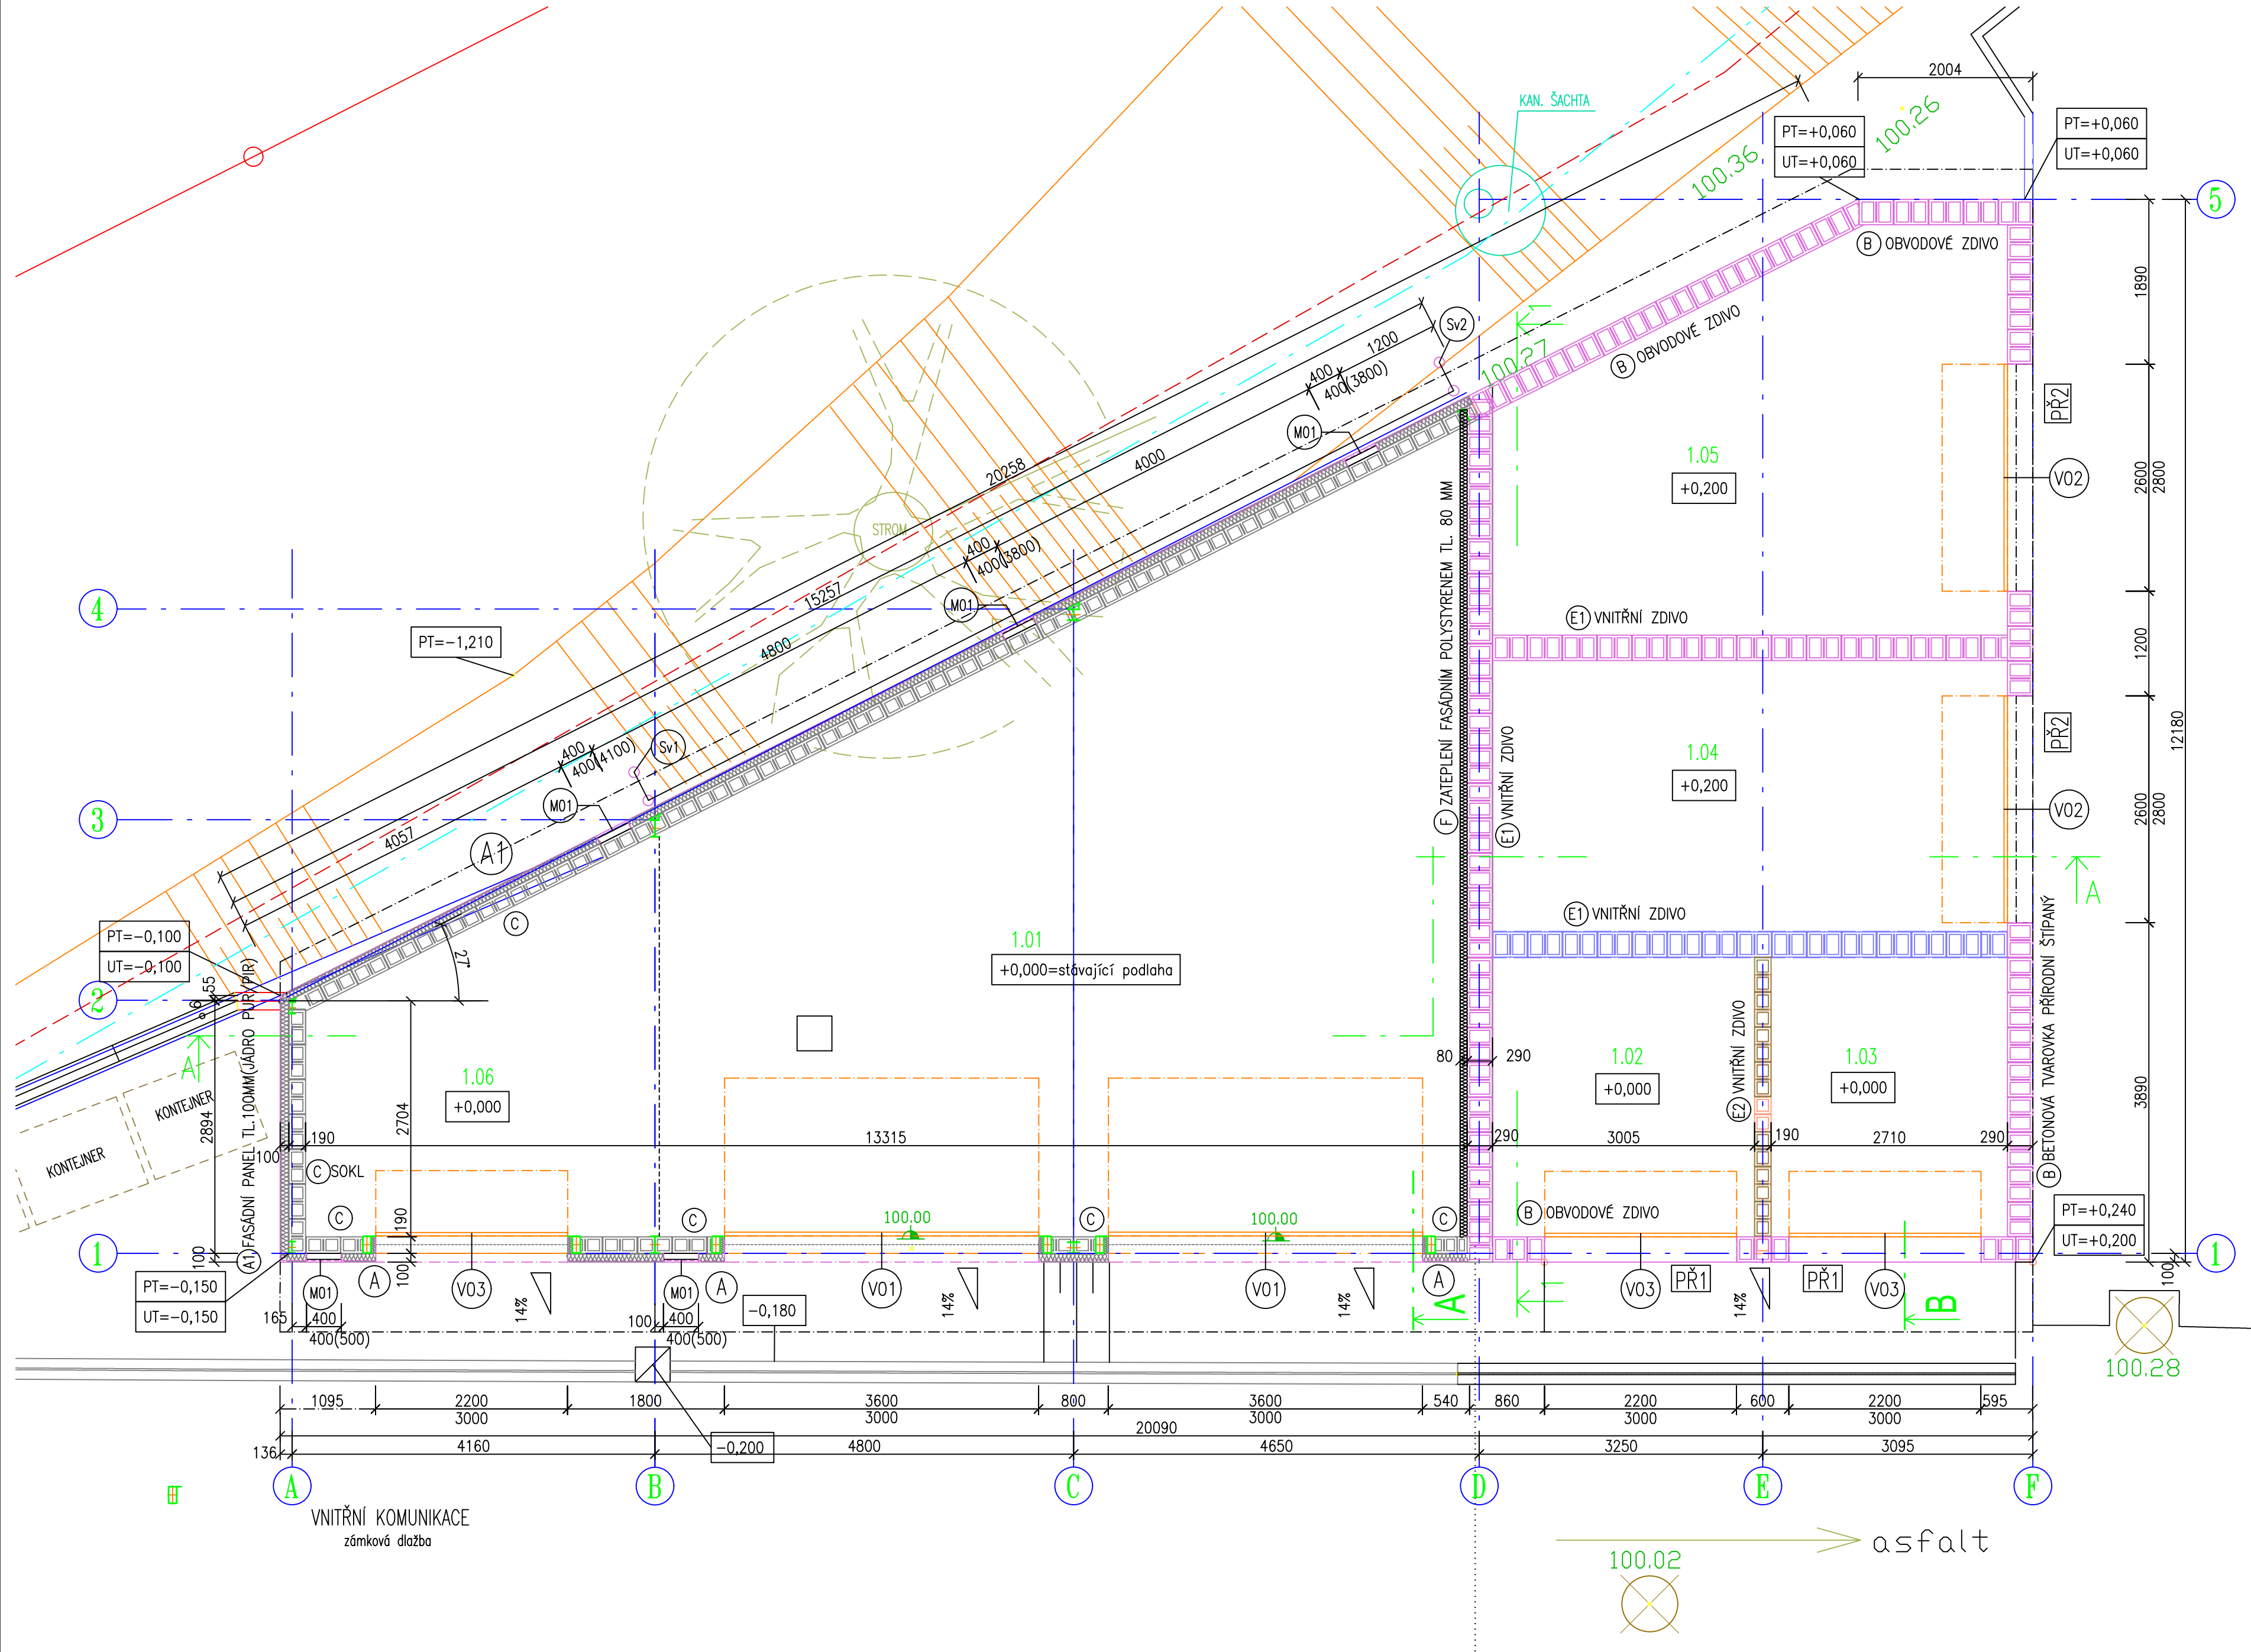 2004
KAN. ŠACHTA
100.26
PT=+0,060
UT=+0,060
PT=+0,060
UT=+0,060
100.36
5
B OBVODOVÉ ZDIVO
1890
Sv2
1200
400
400(3800)
100.27
B OBVODOVÉ ZDIVO
1
M01
PŘ2
20258
4000
1.05
+0,200
V02
2600
2800
STROM
400
400(3800)
F ZATEPLENÍ FASÁDNÍM POLYSTYRENEM TL. 80 MM
4
15257
M01
E1 VNITŘNÍ ZDIVO
PT=-1,210
4800
1200
12180
400
400(4100)
Sv1
E1 VNITŘNÍ ZDIVO
1.04
+0,200
PŘ2
V02
2600
2800
3
M01
4057
A1
A
C
27°
E1 VNITŘNÍ ZDIVO
B BETONOVÁ TVAROVKA PŘÍRODNÍ ŠTÍPANÝ
PT=-0,100
UT=-0,100
1.01
+0,000=stávající podlaha
2
55
A1 FASÁDNÍ PANEL TL.100MM(JÁDRO PUR/PIR)
E2 VNITŘNÍ ZDIVO
A
1.06
+0,000
80
290
1.02
+0,000
1.03
+0,000
KONTEJNER
KONTEJNER
2894
2704
3890
100
190
13315
290
3005
190
2710
290
C SOKL
C
190
C
100.00
C
100.00
C
B OBVODOVÉ ZDIVO
PT=+0,240
UT=+0,200
1
100
100
1
100
PT=-0,150
UT=-0,150
M01
A
V03
14%
M01
A
V01
14%
V01
14%
A
A
1
V03
PŘ1
14%
PŘ1
V03
B
165
400
400(500)
100
400
400(500)
-0,180
100.28
1095
2200
3000
1800
3600
3000
800
3600
3000
540
860
2200
3000
600
2200
3000
595
20090
136
4160
-0,200
4800
4650
3250
3095
A
B
C
D
E
F
VNITŘNÍ KOMUNIKACE
zámková dlažba
asfalt
100.02